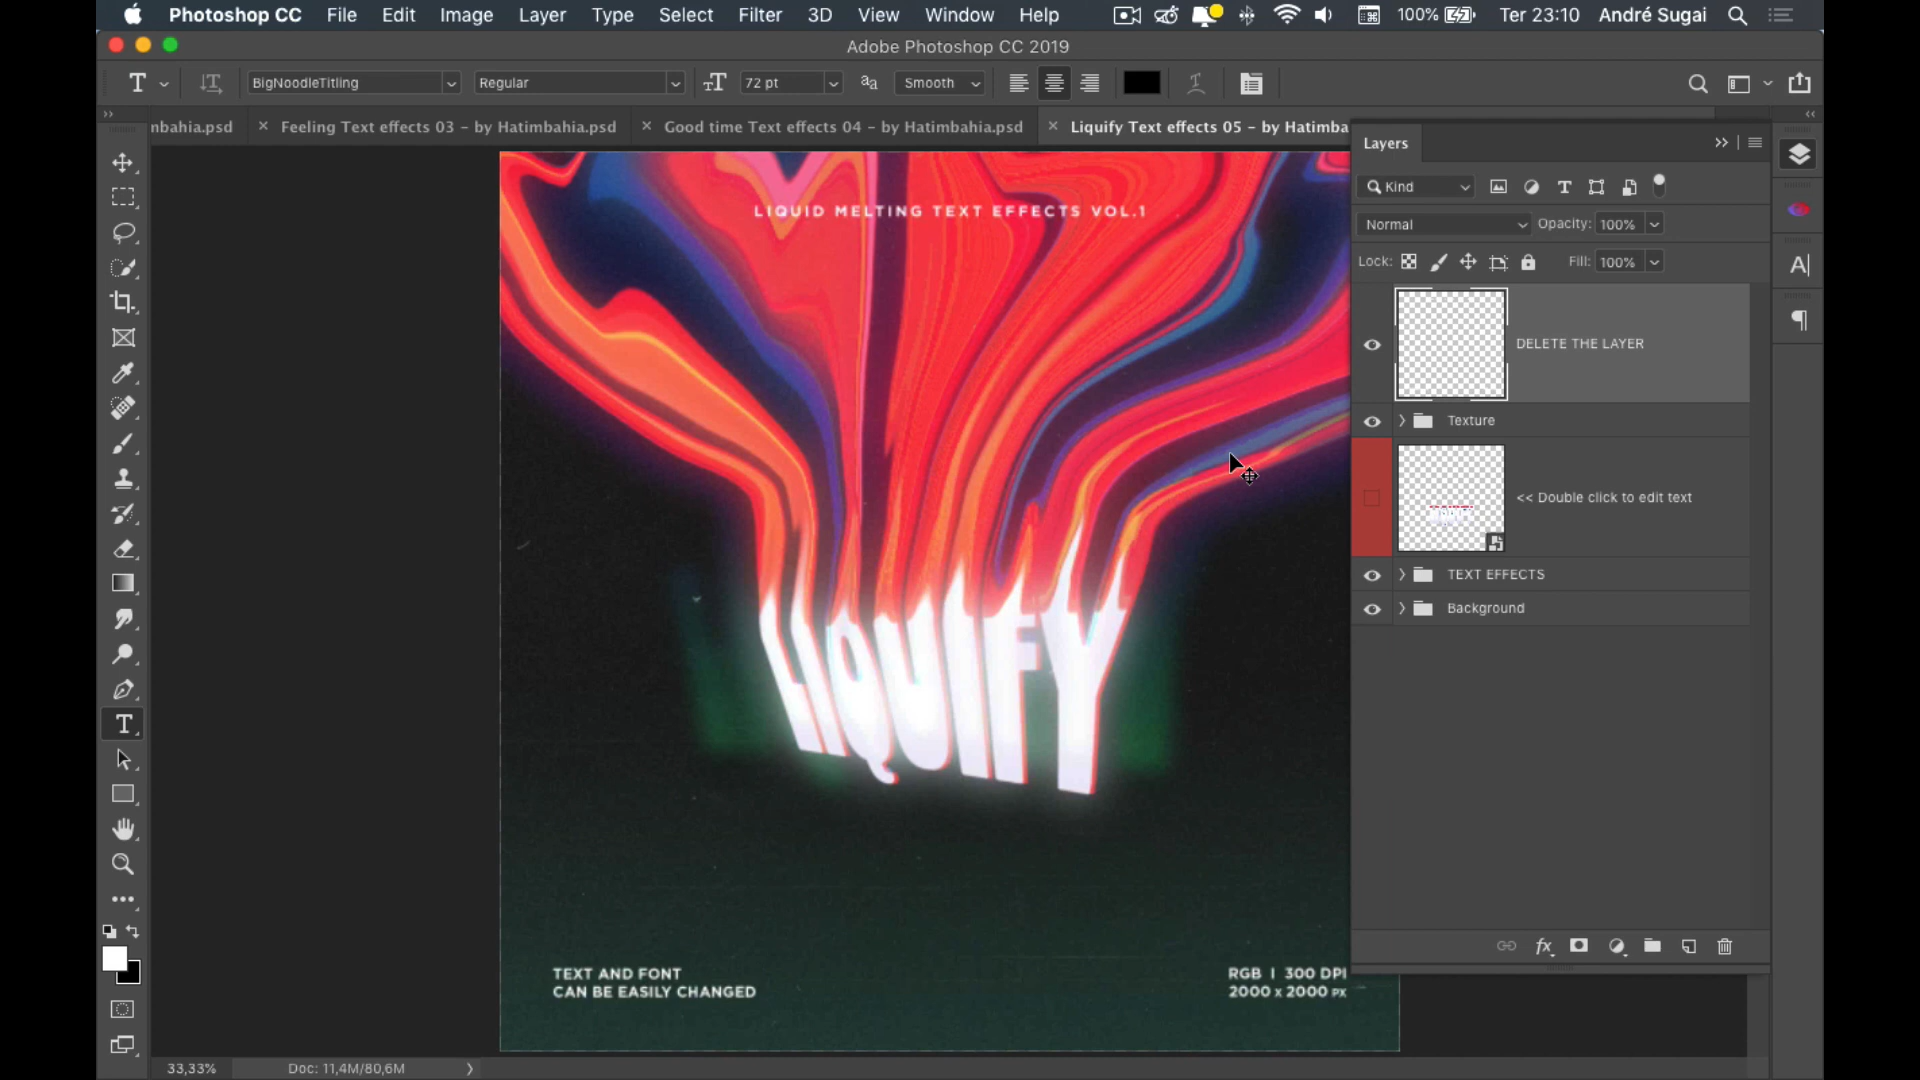 Photoshop CC File Edit Image Layer Type Select Filter 3D View Window Help 100% Ter 23:10 André Sugai
Adobe Photoshop CC 2019
T BigNoodleTitling Regular 72 pt Smooth
nbahia.psd × Feeling Text effects 03 – by Hatimbahia.psd × Good time Text effects 04 – by Hatimbahia.psd × Liquify Text effects 05 – by Hatimba
Layers
Kind
Normal Opacity: 100%
Lock: Fill: 100%
DELETE THE LAYER
Texture
<< Double click to edit text
TEXT EFFECTS
Background
LIQUID MELTING TEXT EFFECTS VOL.1
LIQUIFY
TEXT AND FONT
CAN BE EASILY CHANGED
RGB I 300 DPI
2000 x 2000 PX
33,33% Doc: 11,4M/80,6M